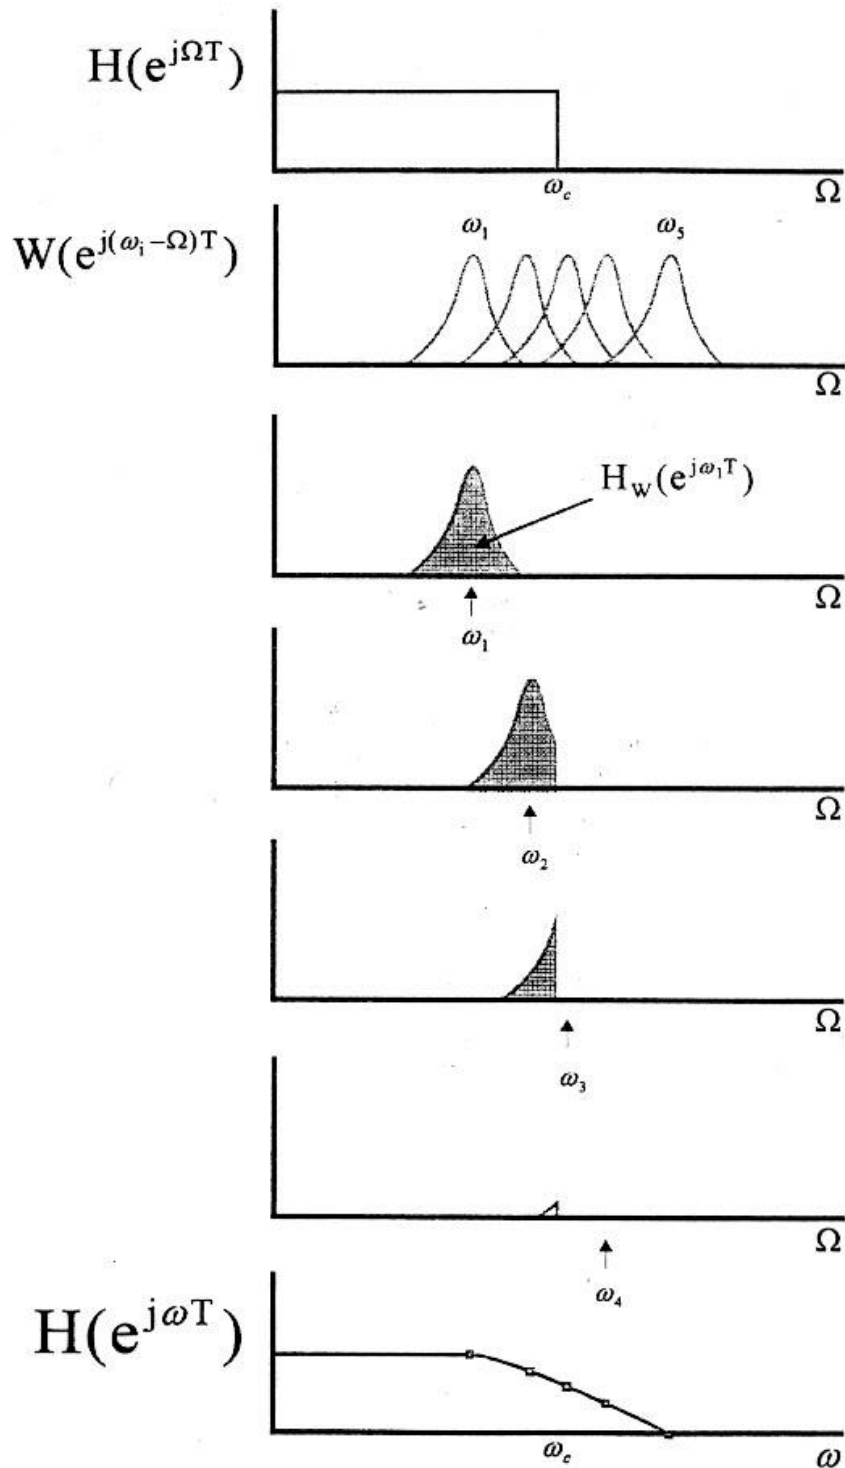 H(e^{jΩT})
ω_c
Ω
W(e^{j(ω_i−Ω)T})
ω_1
ω_5
Ω
H_W(e^{jω_1T})
Ω
ω_1
Ω
ω_2
Ω
ω_3
Ω
ω_4
H(e^{jωT})
ω_c
ω